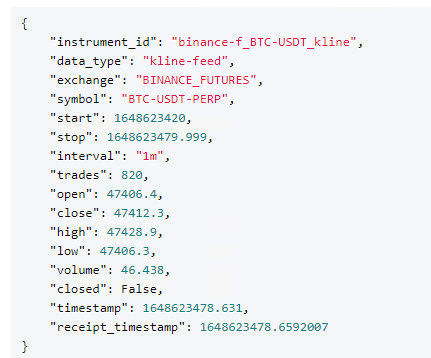 {
    "instrument_id": "binance-f_BTC-USDT_kline",
    "data_type": "kline-feed",
    "exchange": "BINANCE_FUTURES",
    "symbol": "BTC-USDT-PERP",
    "start": 1648623420,
    "stop": 1648623479.999,
    "interval": "1m",
    "trades": 820,
    "open": 47406.4,
    "close": 47412.3,
    "high": 47428.9,
    "low": 47406.3,
    "volume": 46.438,
    "closed": False,
    "timestamp": 1648623478.631,
    "receipt_timestamp": 1648623478.6592007
}